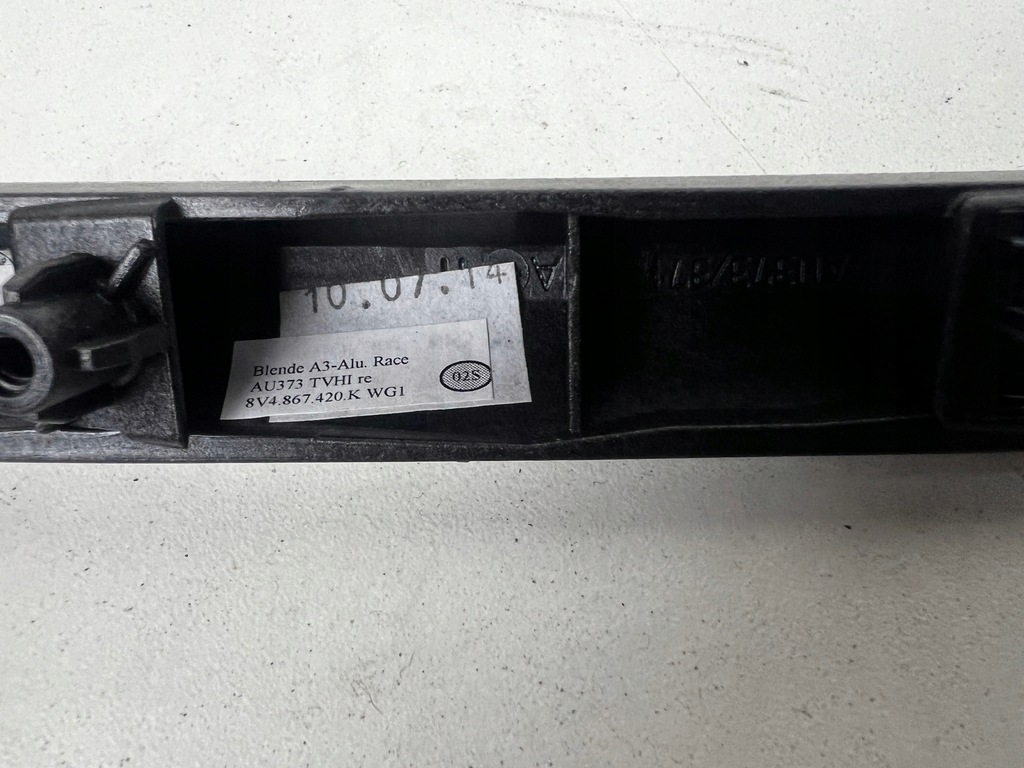 10.07.14
Blende A3-Alu. Race
AU373 TVHI re
8V4.867.420.K WG1
02S